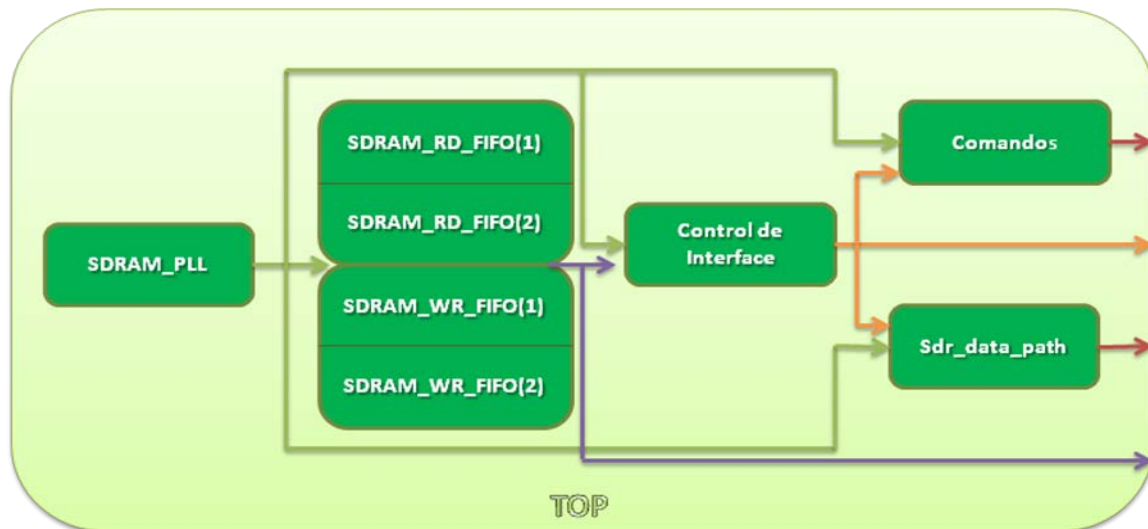 SDRAM_RD_FIFO(1)
Comandos
SDRAM_RD_FIFO(2)
Control de
Interface
SDRAM_PLL
SDRAM_WR_FIFO(1)
Sdr_data_path
SDRAM_WR_FIFO(2)
TOP